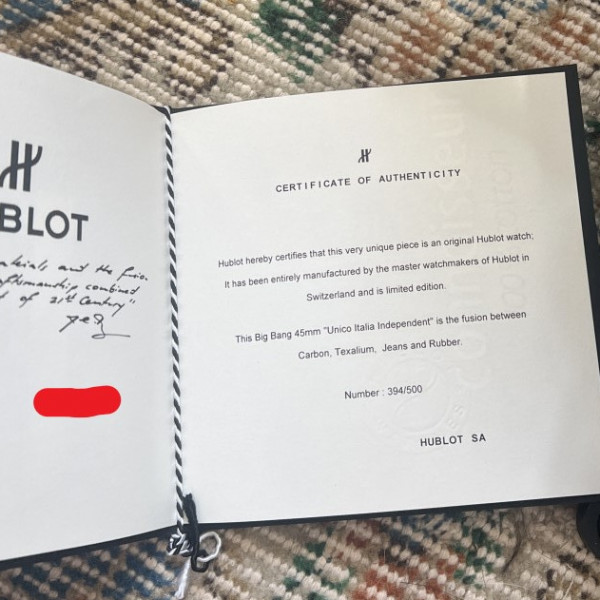 BLOT
and the
combined
of 21st Century"
CERTIFICATE OF AUTHENTICITY
Hublot hereby certifies that this very unique piece is an original Hublot watch;
It has been entirely manufactured by the master watchmakers of Hublot in
Switzerland and is limited edition.
This Big Bang 45mm "Unico Italia Independent" is the fusion between
Carbon, Texalium, Jeans and Rubber.
Number : 394/500
HUBLOT SA